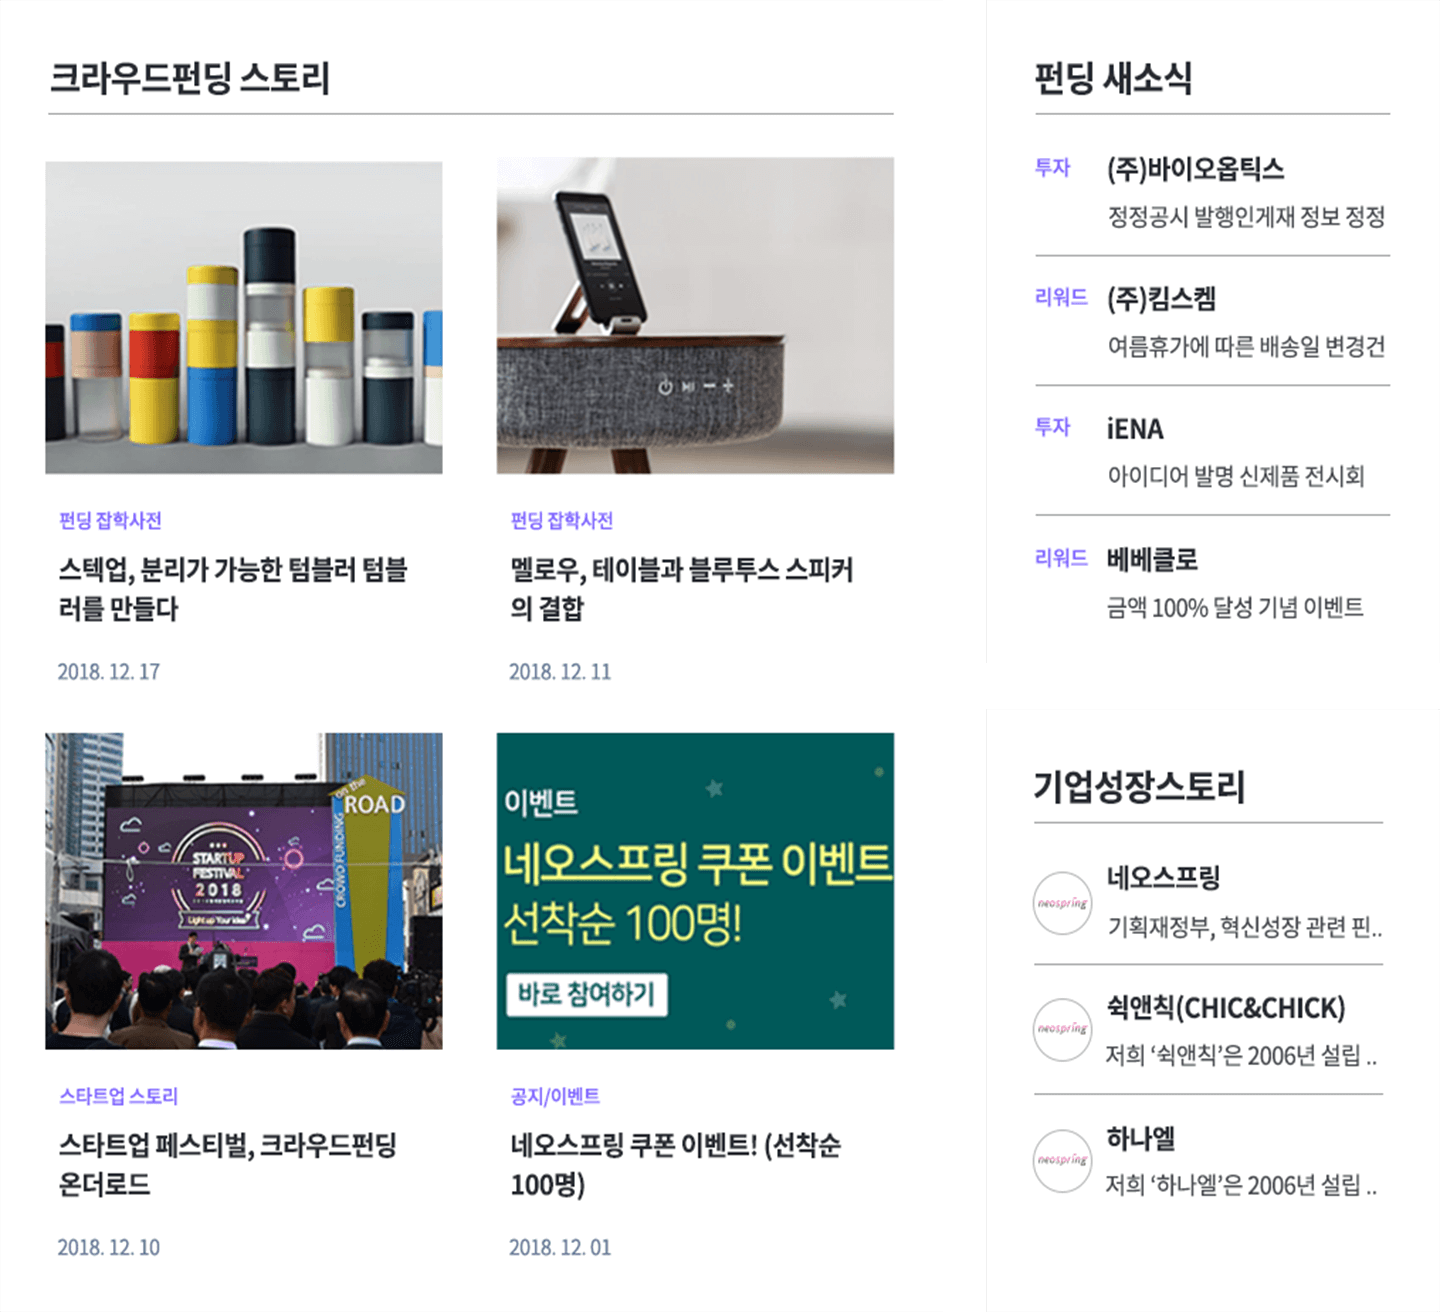 크라우드펀딩 스토리
펀딩 잡학사전
스텍업, 분리가 가능한 텀블러 텀블
러를 만들다
2018. 12. 17
펀딩 잡학사전
멜로우, 테이블과 블루투스 스피커
의 결합
2018. 12. 11
on the
ROAD
CROWD FUNDING
STARTUP
FESTIVAL
2018
Light up Your Idea
스타트업 스토리
스타트업 페스티벌, 크라우드펀딩
온더로드
2018. 12. 10
이벤트
네오스프링 쿠폰 이벤트
선착순 100명!
바로 참여하기
공지/이벤트
네오스프링 쿠폰 이벤트! (선착순
100명)
2018. 12. 01
펀딩 새소식
투자 (주)바이오옵틱스
정정공시 발행인게재 정보 정정
리워드 (주)킴스켐
여름휴가에 따른 배송일 변경건
투자 iENA
아이디어 발명 신제품 전시회
리워드 베베클로
금액 100% 달성 기념 이벤트
기업성장스토리
neospring
네오스프링
기획재정부, 혁신성장 관련 핀..
neospring
쉭앤칙(CHIC&CHICK)
저희 ‘쉭앤칙’은 2006년 설립 ..
neospring
하나엘
저희 ‘하나엘’은 2006년 설립 ..